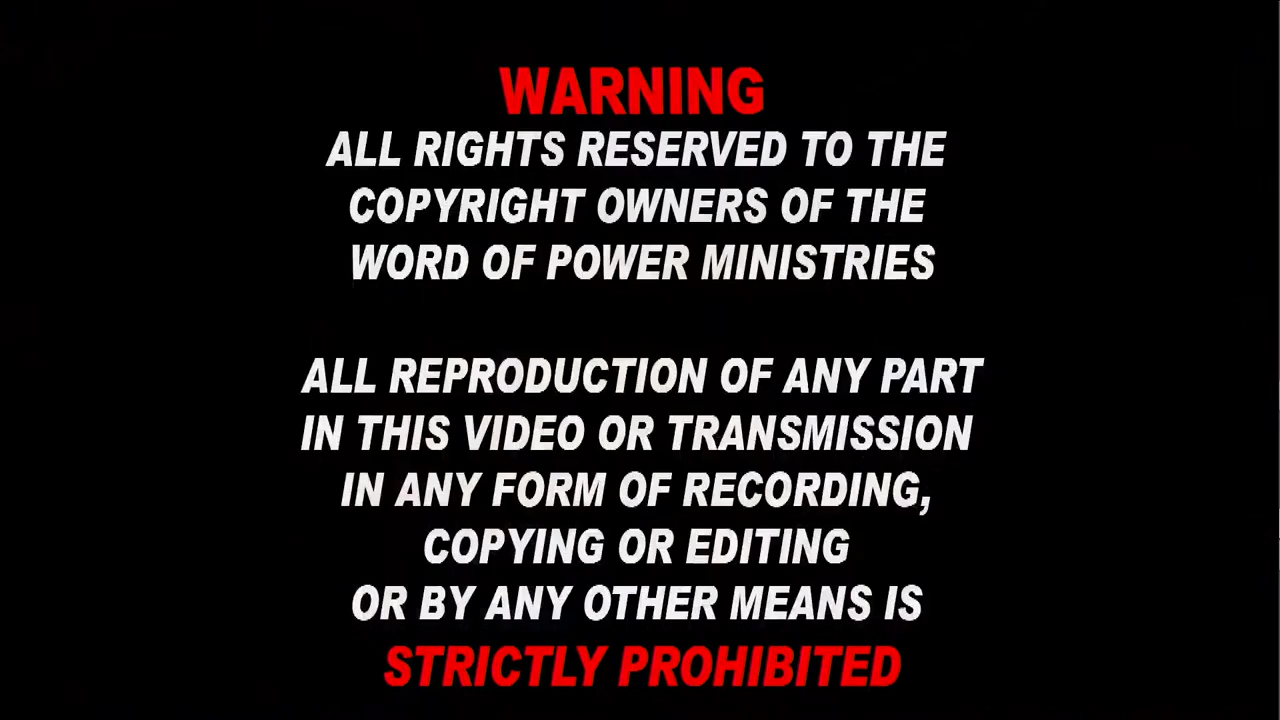 WARNING
ALL RIGHTS RESERVED TO THE
COPYRIGHT OWNERS OF THE
WORD OF POWER MINISTRIES
ALL REPRODUCTION OF ANY PART
IN THIS VIDEO OR TRANSMISSION
IN ANY FORM OF RECORDING,
COPYING OR EDITING
OR BY ANY OTHER MEANS IS
STRICTLY PROHIBITED